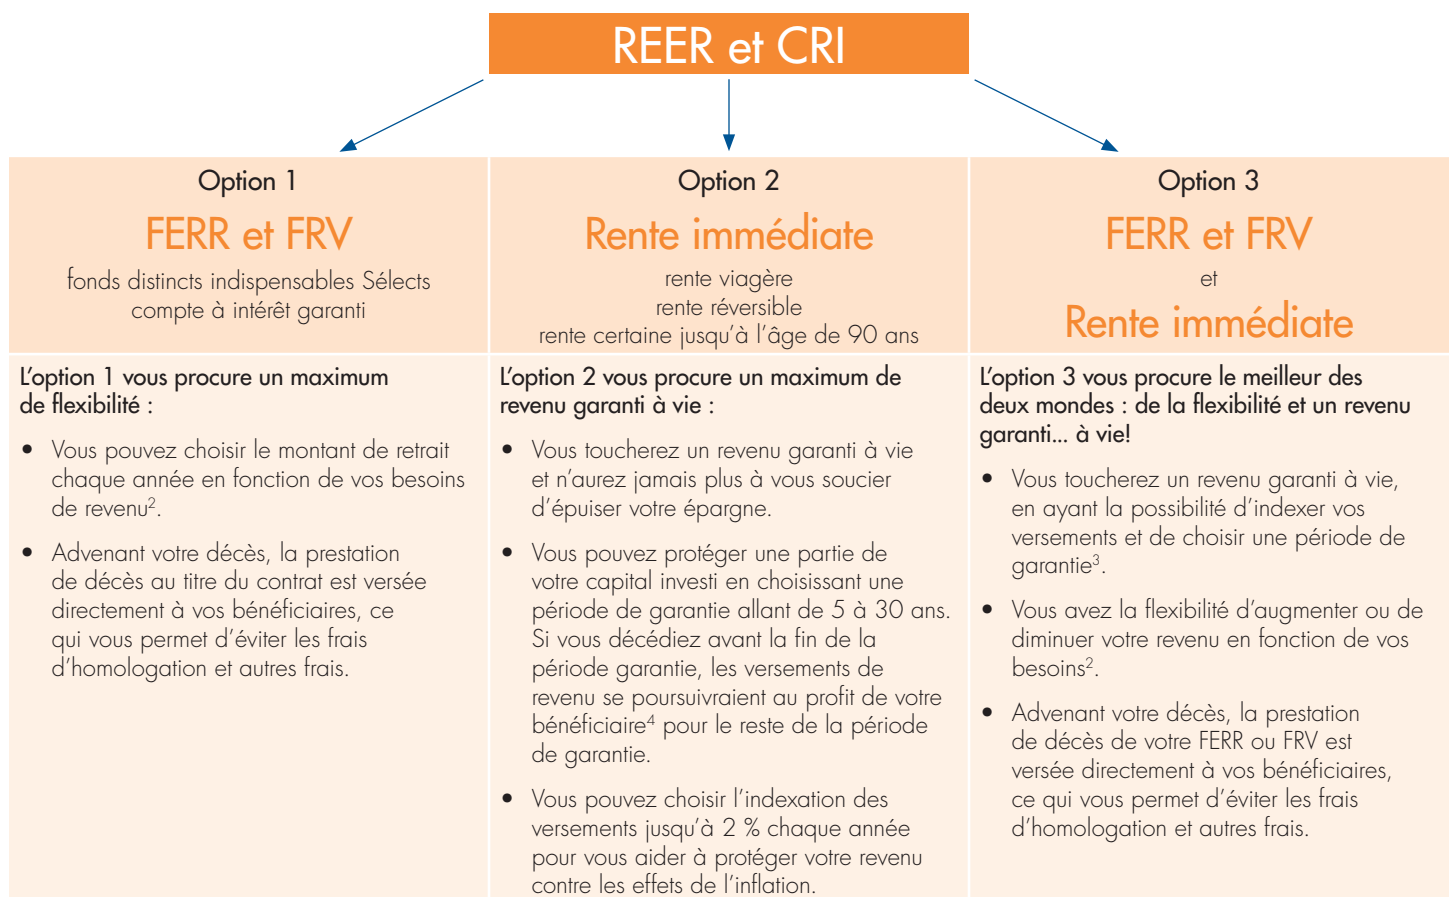 REER et CRI
Option 1
FERR et FRV
fonds distincts indispensables Sélects
compte à intérêt garanti
Option 2
Rente immédiate
rente viagère
rente réversible
rente certaine jusqu'à l'âge de 90 ans
Option 3
FERR et FRV
et
Rente immédiate
L'option 1 vous procure un maximum
de flexibilité :
• Vous pouvez choisir le montant de retrait
chaque année en fonction de vos besoins
de revenu².
• Advenant votre décès, la prestation
de décès au titre du contrat est versée
directement à vos bénéficiaires, ce
qui vous permet d'éviter les frais
d'homologation et autres frais.
L'option 2 vous procure un maximum de
revenu garanti à vie :
• Vous toucherez un revenu garanti à vie
et n'aurez jamais plus à vous soucier
d'épuiser votre épargne.
• Vous pouvez protéger une partie de
votre capital investi en choisissant une
période de garantie allant de 5 à 30 ans.
Si vous décédiez avant la fin de la
période garantie, les versements de
revenu se poursuivraient au profit de votre
bénéficiaire⁴ pour le reste de la période
de garantie.
• Vous pouvez choisir l'indexation des
versements jusqu'à 2 % chaque année
pour vous aider à protéger votre revenu
contre les effets de l'inflation.
L'option 3 vous procure le meilleur des
deux mondes : de la flexibilité et un revenu
garanti... à vie!
• Vous toucherez un revenu garanti à vie,
en ayant la possibilité d'indexer vos
versements et de choisir une période de
garantie³.
• Vous avez la flexibilité d'augmenter ou de
diminuer votre revenu en fonction de vos
besoins².
• Advenant votre décès, la prestation
de décès de votre FERR ou FRV est
versée directement à vos bénéficiaires,
ce qui vous permet d'éviter les frais
d'homologation et autres frais.